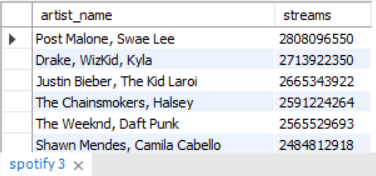 artist_name streams
Post Malone, Swae Lee 2808096550
Drake, WizKid, Kyla 2713922350
Justin Bieber, The Kid Laroi 2665343922
The Chainsmokers, Halsey 2591224264
The Weeknd, Daft Punk 2565529693
Shawn Mendes, Camila Cabello 2484812918
spotify 3 ×